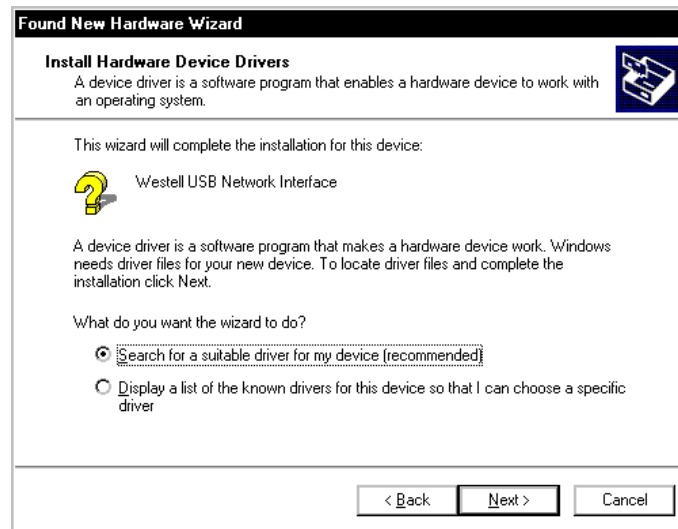 Found New Hardware Wizard
Install Hardware Device Drivers
A device driver is a software program that enables a hardware device to work with
an operating system.
This wizard will complete the installation for this device:
Westell USB Network Interface
A device driver is a software program that makes a hardware device work. Windows
needs driver files for your new device. To locate driver files and complete the
installation click Next.
What do you want the wizard to do?
Search for a suitable driver for my device (recommended)
Display a list of the known drivers for this device so that I can choose a specific
driver
< Back Next > Cancel